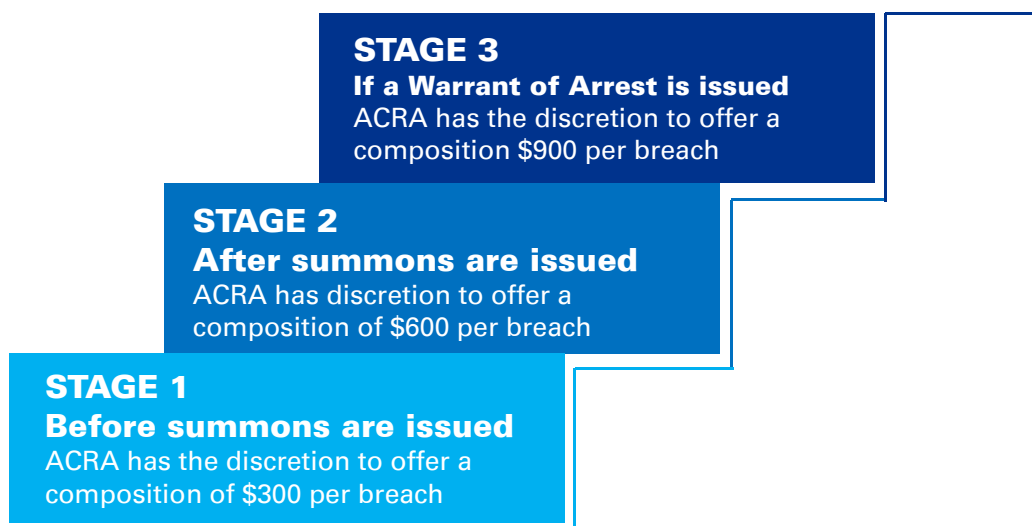 STAGE 3
If a Warrant of Arrest is issued
ACRA has the discretion to offer a
composition $900 per breach
STAGE 2
After summons are issued
ACRA has discretion to offer a
composition of $600 per breach
STAGE 1
Before summons are issued
ACRA has the discretion to offer a
composition of $300 per breach